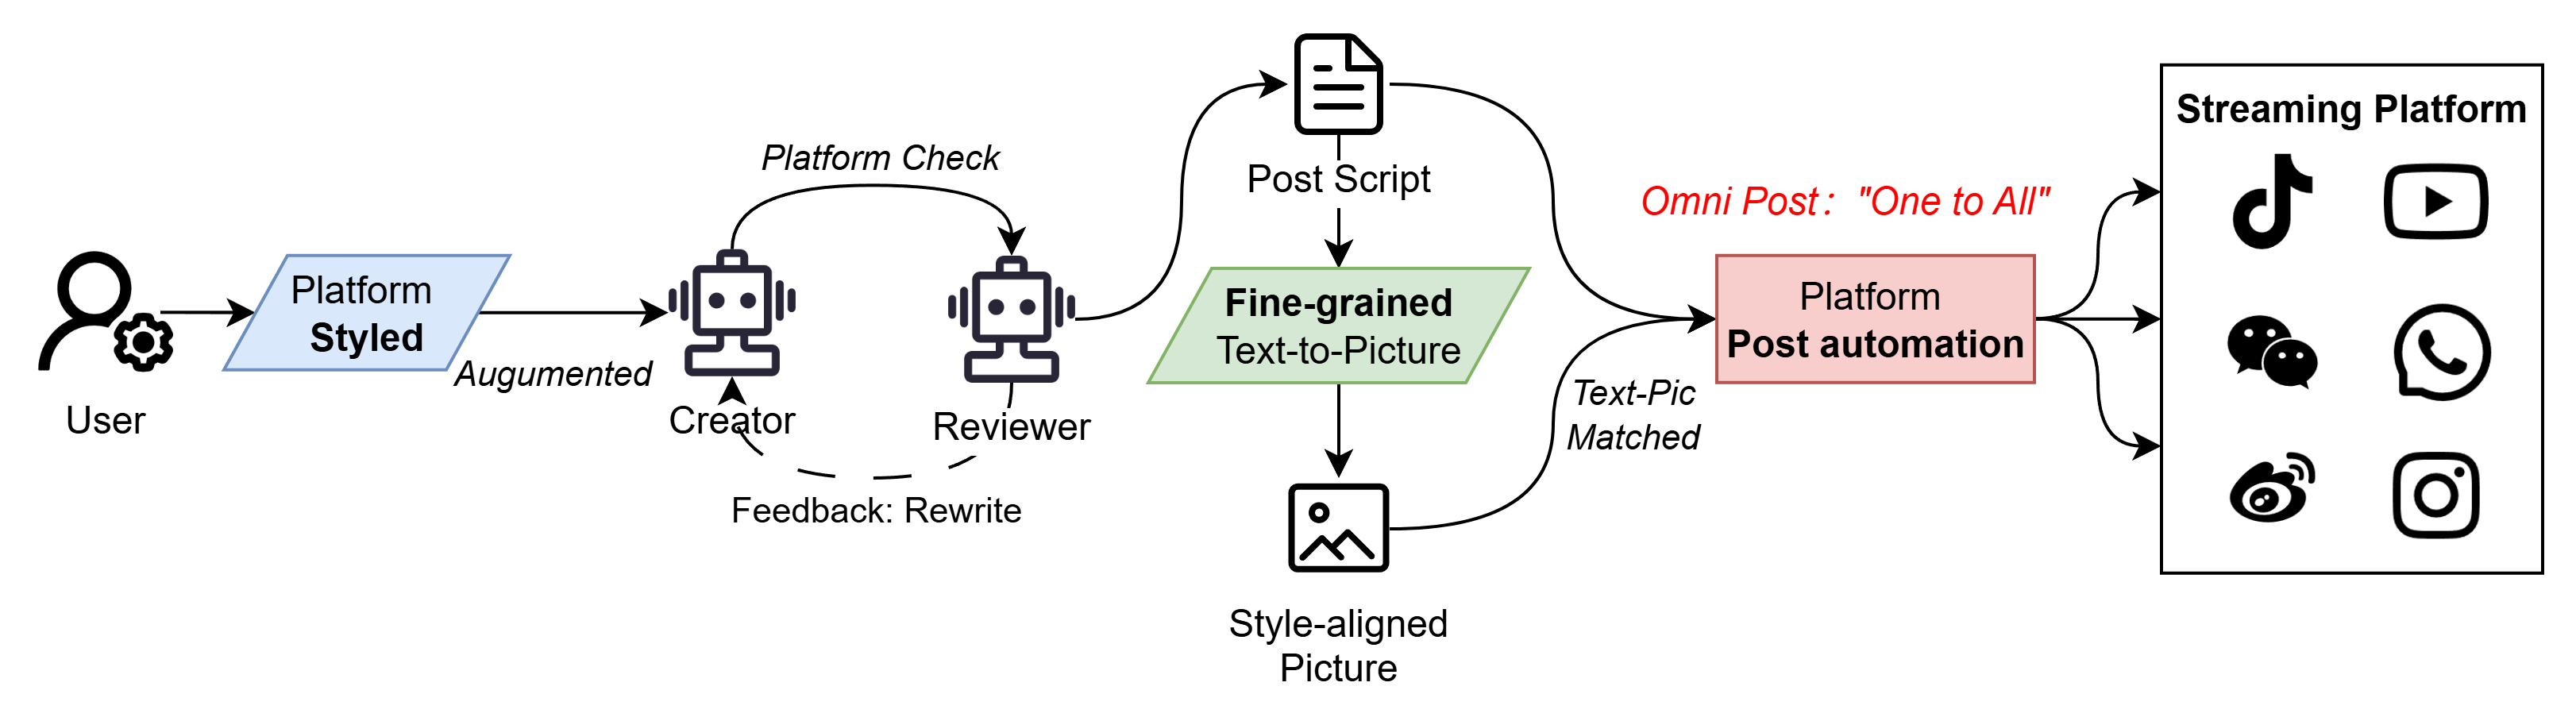 User
Platform
Styled
Augumented
Platform Check
Creator
Reviewer
Feedback: Rewrite
Post Script
Fine-grained
Text-to-Picture
Style-aligned
Picture
Text-Pic
Matched
Omni Post: "One to All"
Platform
Post automation
Streaming Platform